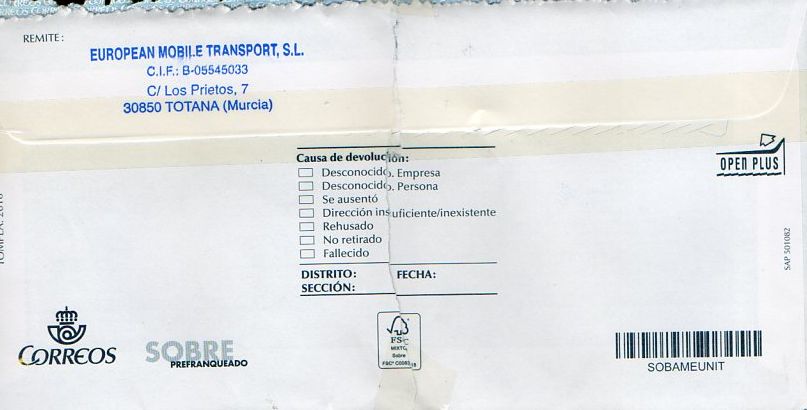 REMITE:
EUROPEAN MOBILE TRANSPORT, S.L.
C.I.F.: B-05545033
C/ Los Prietos, 7
30850 TOTANA (Murcia)
Causa de devolución:
Desconocido. Empresa
Desconocido. Persona
Se ausentó
Dirección insuficiente/inexistente
Rehusado
No retirado
Fallecido
DISTRITO: FECHA:
SECCIÓN:
OPEN PLUS
SAP 501082
CORREOS
SOBRE
PREFRANQUEADO
FSC
MIXTO
Sobre
SOBAMEUNIT